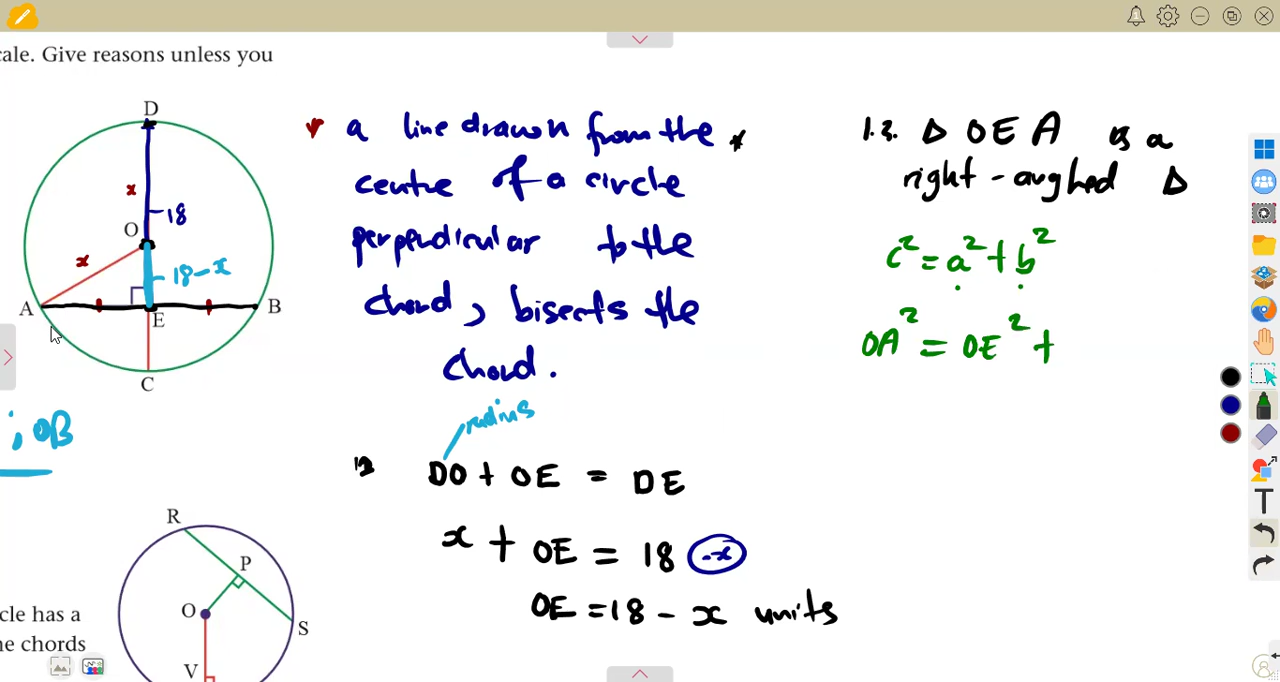 cale. Give reasons unless you
D
x
18
O
x
18-x
A
E
B
C
; OB
a line drawn from the
centre of a circle
perpendicular to the
chord, bisects the
chord.
radius
DO + OE = DE
x + OE = 18 -x
OE = 18 - x units
1.3. Δ OEA is a
right-angled Δ
c² = a² + b²
OA² = OE² +
R
P
O
S
V
rcle has a
ne chords
T